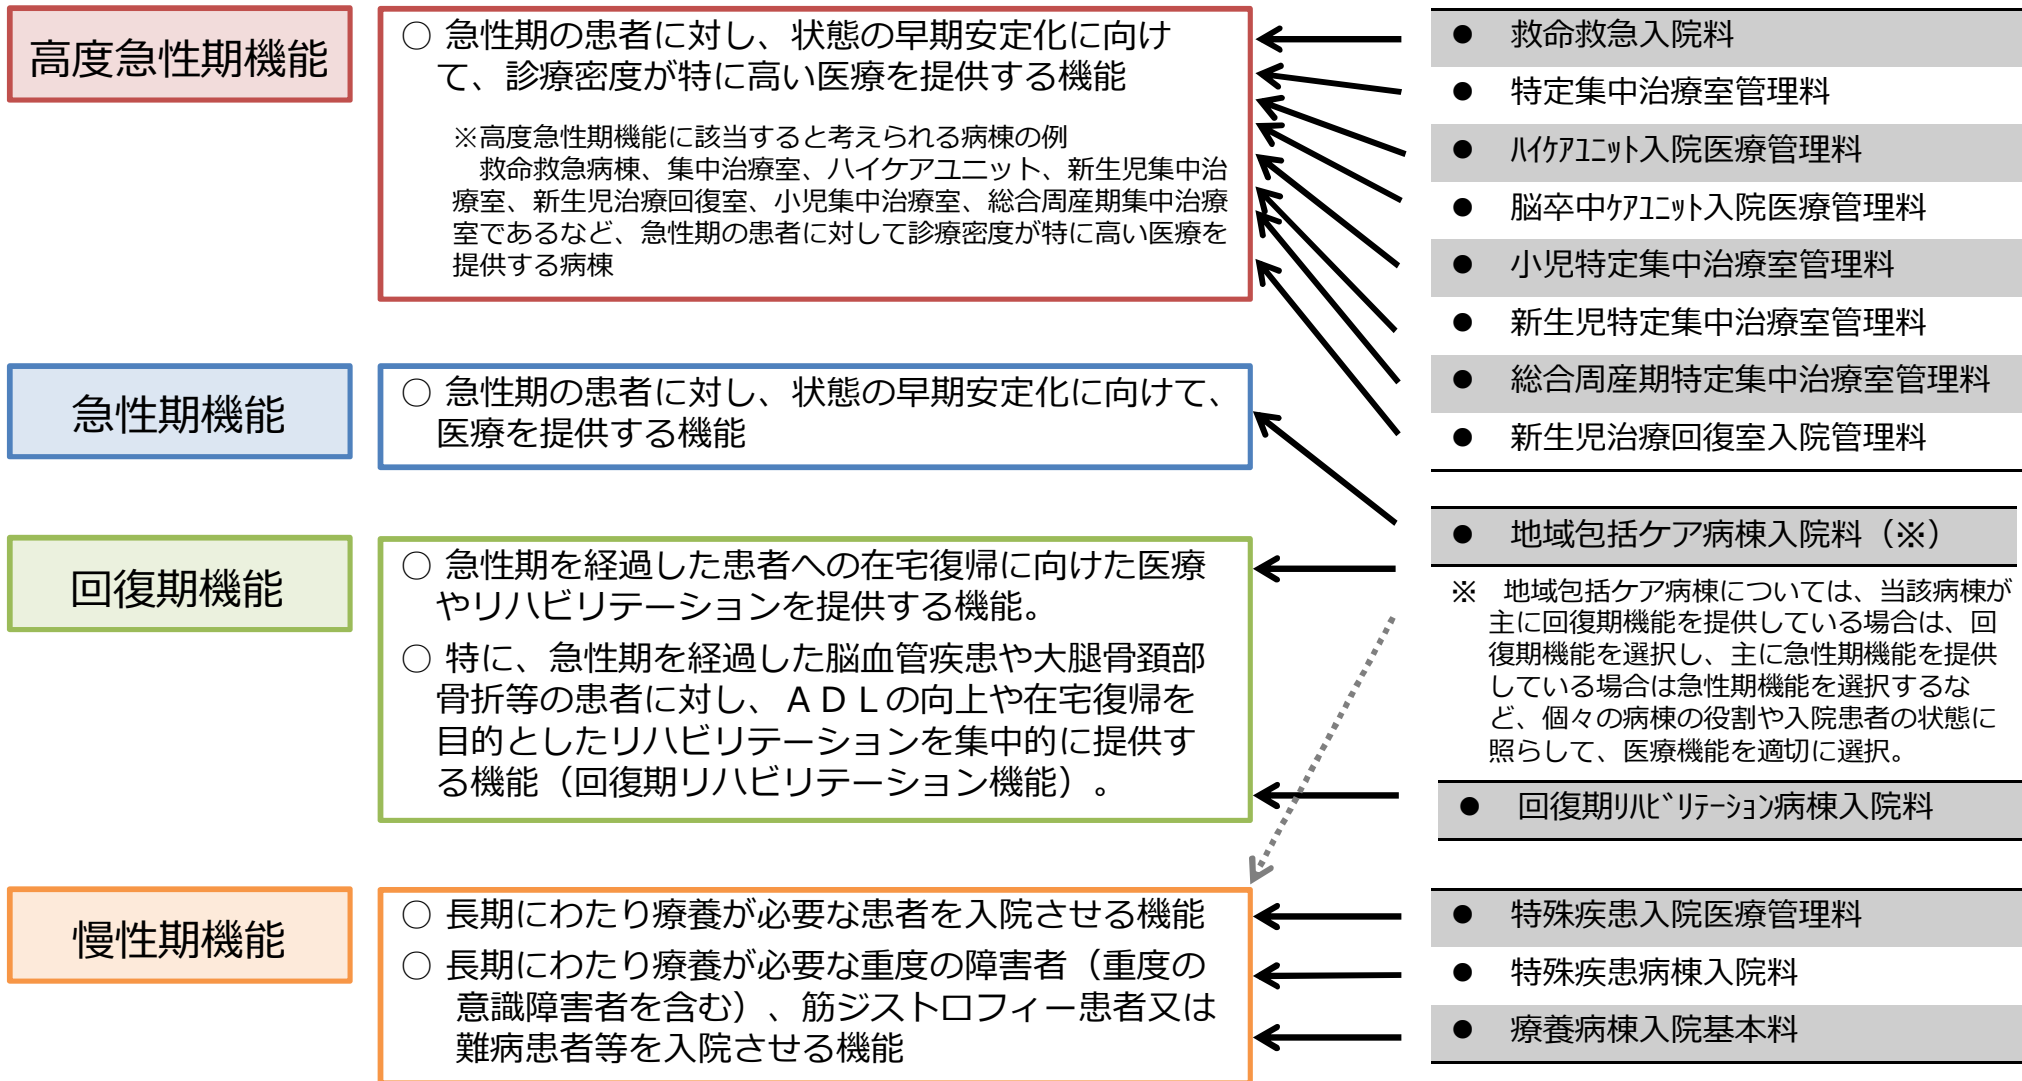 高度急性期機能
○ 急性期の患者に対し、状態の早期安定化に向け
て、診療密度が特に高い医療を提供する機能
※高度急性期機能に該当すると考えられる病棟の例
救命救急病棟、集中治療室、ハイケアユニット、新生児集中治
療室、新生児治療回復室、小児集中治療室、総合周産期集中治療
室であるなど、急性期の患者に対して診療密度が特に高い医療を
提供する病棟
● 救命救急入院料
● 特定集中治療室管理料
● ﾊｲｹｱﾕﾆｯﾄ入院医療管理料
● 脳卒中ｹｱﾕﾆｯﾄ入院医療管理料
● 小児特定集中治療室管理料
● 新生児特定集中治療室管理料
● 総合周産期特定集中治療室管理料
● 新生児治療回復室入院管理料
急性期機能
○ 急性期の患者に対し、状態の早期安定化に向けて、
医療を提供する機能
回復期機能
○ 急性期を経過した患者への在宅復帰に向けた医療
やリハビリテーションを提供する機能。
○ 特に、急性期を経過した脳血管疾患や大腿骨頚部
骨折等の患者に対し、ＡＤＬの向上や在宅復帰を
目的としたリハビリテーションを集中的に提供す
る機能（回復期リハビリテーション機能）。
● 地域包括ケア病棟入院料（※）
※ 地域包括ケア病棟については、当該病棟が
主に回復期機能を提供している場合は、回
復期機能を選択し、主に急性期機能を提供
している場合は急性期機能を選択するな
ど、個々の病棟の役割や入院患者の状態に
照らして、医療機能を適切に選択。
● 回復期ﾘﾊﾋﾞﾘﾃｰｼｮﾝ病棟入院料
慢性期機能
○ 長期にわたり療養が必要な患者を入院させる機能
○ 長期にわたり療養が必要な重度の障害者（重度の
意識障害者を含む）、筋ジストロフィー患者又は
難病患者等を入院させる機能
● 特殊疾患入院医療管理料
● 特殊疾患病棟入院料
● 療養病棟入院基本料